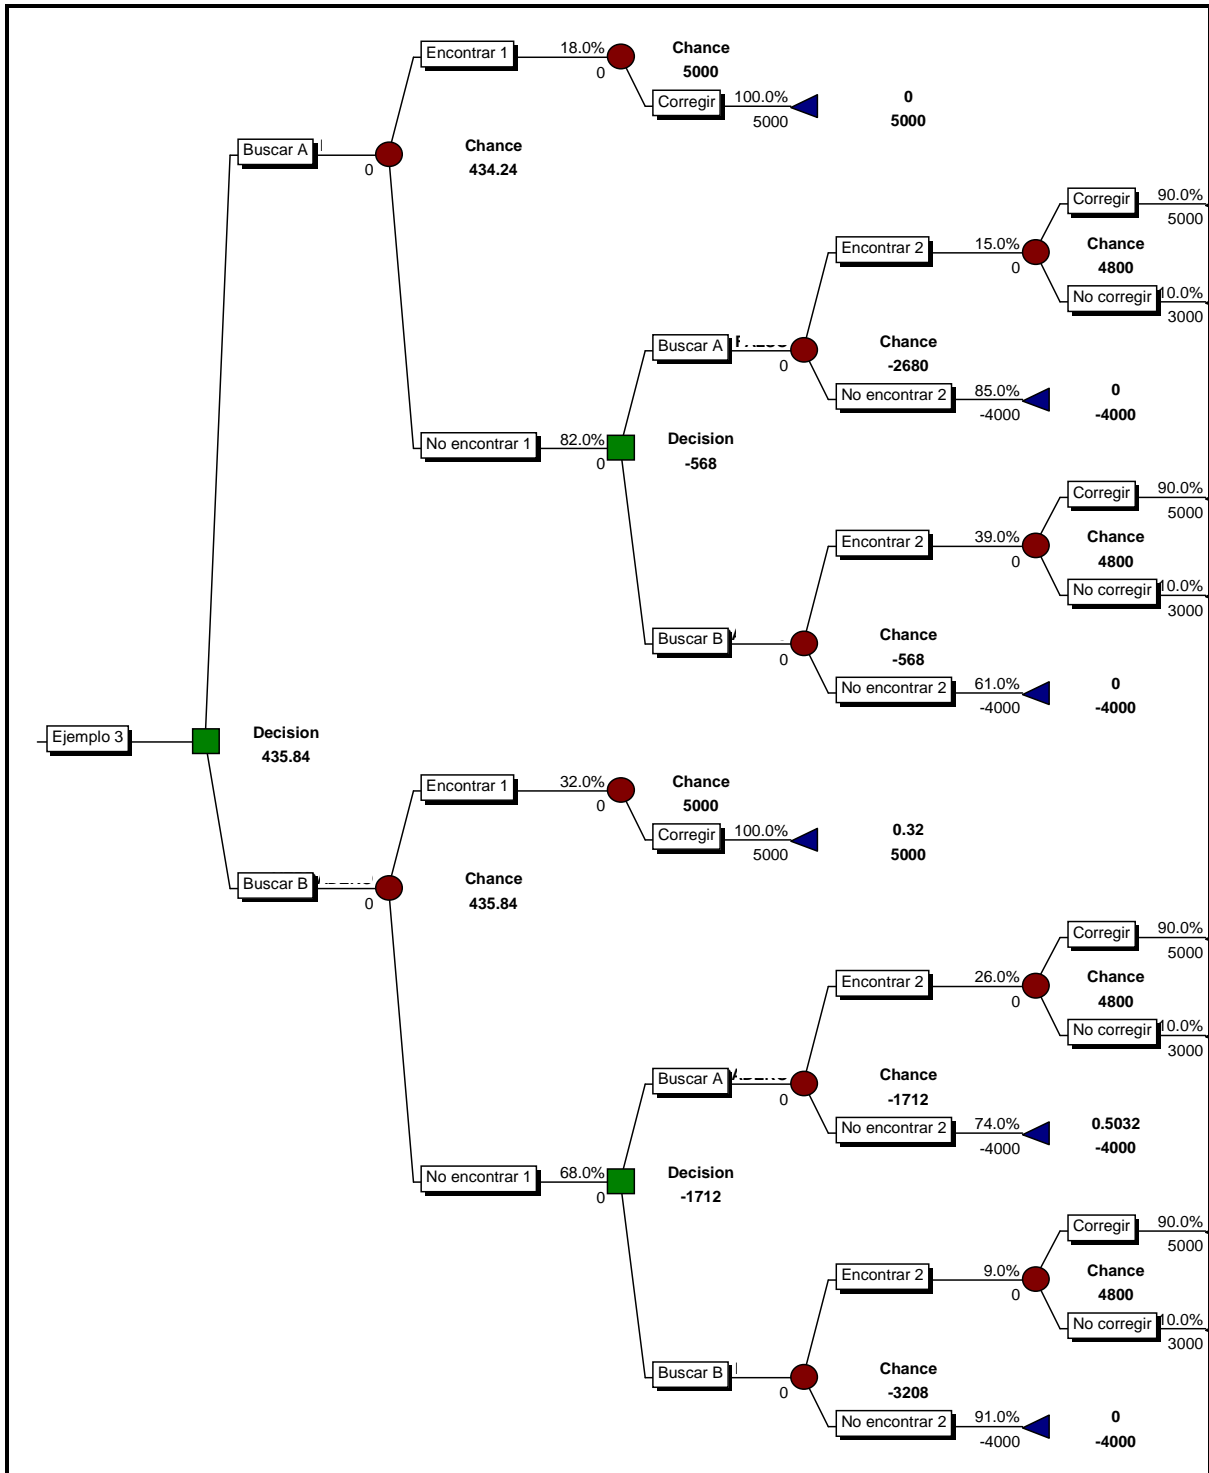 Encontrar 1 18.0% Chance
0 5000
Corregir 100.0% 0
5000 5000
Buscar A Chance
0 434.24
Corregir 90.0%
5000
Encontrar 2 15.0% Chance
0 4800
No corregir 10.0%
3000
Buscar A Chance
0 -2680
No encontrar 2 85.0% 0
-4000 -4000
No encontrar 1 82.0% Decision
0 -568
Corregir 90.0%
5000
Encontrar 2 39.0% Chance
0 4800
No corregir 10.0%
3000
Buscar B Chance
0 -568
No encontrar 2 61.0% 0
-4000 -4000
Ejemplo 3 Decision
435.84
Encontrar 1 32.0% Chance
0 5000
Corregir 100.0% 0.32
5000 5000
Buscar B Chance
0 435.84
Corregir 90.0%
5000
Encontrar 2 26.0% Chance
0 4800
No corregir 10.0%
3000
Buscar A Chance
0 -1712
No encontrar 2 74.0% 0.5032
-4000 -4000
No encontrar 1 68.0% Decision
0 -1712
Corregir 90.0%
5000
Encontrar 2 9.0% Chance
0 4800
No corregir 10.0%
3000
Buscar B Chance
0 -3208
No encontrar 2 91.0% 0
-4000 -4000